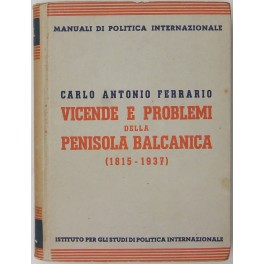 MANUALI DI POLITICA INTERNAZIONALE
CARLO ANTONIO FERRARIO
VICENDE E PROBLEMI
DELLA
PENISOLA BALCANICA
(1815-1937)
ISTITUTO PER GLI STUDI DI POLITICA INTERNAZIONALE